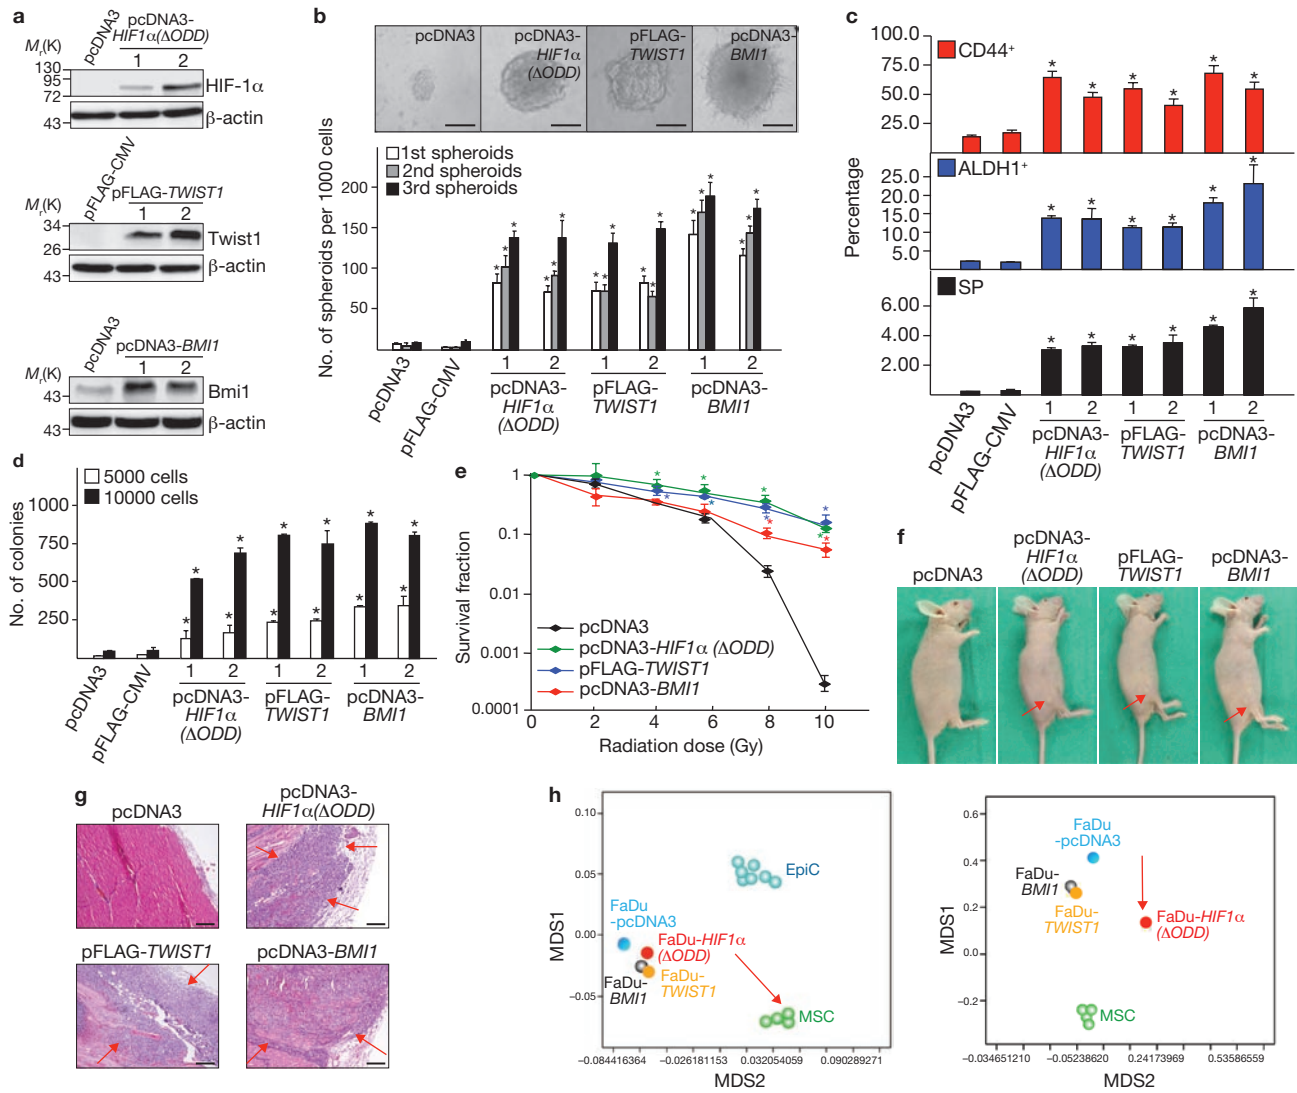 a
pcDNA3
pcDNA3-
HIF1α(ΔODD)
Mr(K)
1 2
130
95
72
HIF-1α
43
β-actin
pFLAG-CMV
pFLAG-TWIST1
Mr(K)
1 2
34
26
Twist1
43
β-actin
pcDNA3
pcDNA3-BMI1
Mr(K)
1 2
43
Bmi1
43
β-actin
b
pcDNA3
pcDNA3-
HIF1α
(ΔODD)
pFLAG-
TWIST1
pcDNA3-
BMI1
No. of spheroids per 1000 cells
1st spheroids
2nd spheroids
3rd spheroids
200
150
100
50
* * * * * * * * * * * * * * * * * *
pcDNA3
pFLAG-CMV
1 2 1 2 1 2
pcDNA3-
HIF1α
(ΔODD)
pFLAG-
TWIST1
pcDNA3-
BMI1
c
Percentage
100.0
75.0
50.0
25.0
CD44+
* * * * * *
25.0
15.0
10.0
5.0
ALDH1+
* * * * * *
6.00
4.00
2.00
SP
* * * * * *
pcDNA3
pFLAG-CMV
1 2 1 2 1 2
pcDNA3-
HIF1α
(ΔODD)
pFLAG-
TWIST1
pcDNA3-
BMI1
d
No. of colonies
5000 cells
10000 cells
1000
750
500
250
* * * * * * * * * * * *
pcDNA3
pFLAG-CMV
1 2 1 2 1 2
pcDNA3-
HIF1α
(ΔODD)
pFLAG-
TWIST1
pcDNA3-
BMI1
e
Survival fraction
1
0.1
0.01
0.001
0.0001
* * * * * * * * * *
pcDNA3
pcDNA3-HIF1α (ΔODD)
pFLAG-TWIST1
pcDNA3-BMI1
0 2 4 6 8 10
Radiation dose (Gy)
f
pcDNA3
pcDNA3-
HIF1α
(ΔODD)
pFLAG-
TWIST1
pcDNA3-
BMI1
g
pcDNA3
pcDNA3-
HIF1α(ΔODD)
pFLAG-TWIST1
pcDNA3-BMI1
h
MDS1
0.10
0.05
0.00
−0.05
EpiC
FaDu
-pcDNA3
FaDu-HIF1α
(ΔODD)
FaDu-
BMI1
FaDu-
TWIST1
MSC
−0.084416364 −0.026181153 0.032054059 0.090289271
MDS2
MDS1
0.6
0.4
0.2
0.0
−0.2
FaDu
-pcDNA3
FaDu-
BMI1
FaDu-
TWIST1
FaDu-HIF1α
(ΔODD)
MSC
−0.034651210 −0.05238620 0.24173969 0.53586559
MDS2